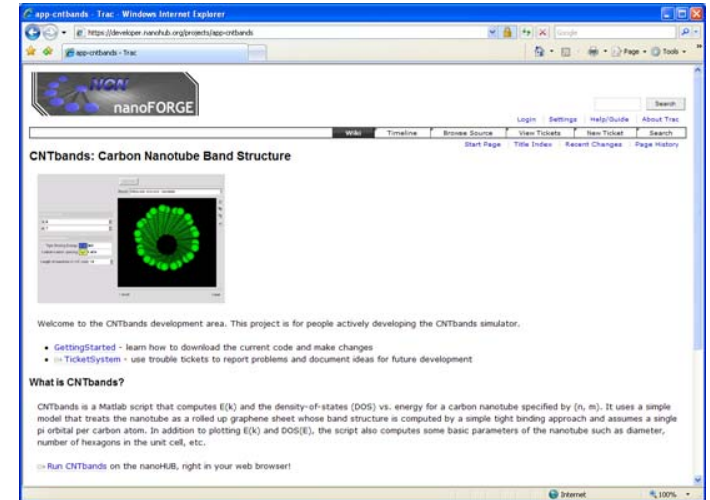 app-cntbands - Trac - Windows Internet Explorer
https://developer.nanohub.org/projects/app-cntbands
Google
app-cntbands - Trac
Page
Tools
NCN
nanoFORGE
Search
Login
Settings
Help/Guide
About Trac
Wiki
Timeline
Browse Source
View Tickets
New Ticket
Search
Start Page
Title Index
Recent Changes
Page History
CNTbands: Carbon Nanotube Band Structure
Welcome to the CNTbands development area. This project is for people actively developing the CNTbands simulator.
GettingStarted - learn how to download the current code and make changes
TicketSystem - use trouble tickets to report problems and document ideas for future development
What is CNTbands?
CNTbands is a Matlab script that computes E(k) and the density-of-states (DOS) vs. energy for a carbon nanotube specified by (n, m). It uses a simple
model that treats the nanotube as a rolled up graphene sheet whose band structure is computed by a simple tight binding approach and assumes a single
pi orbital per carbon atom. In addition to plotting E(k) and DOS(E), the script also computes some basic parameters of the nanotube such as diameter,
number of hexagons in the unit cell, etc.
Run CNTbands on the nanoHUB, right in your web browser!
Internet
100%